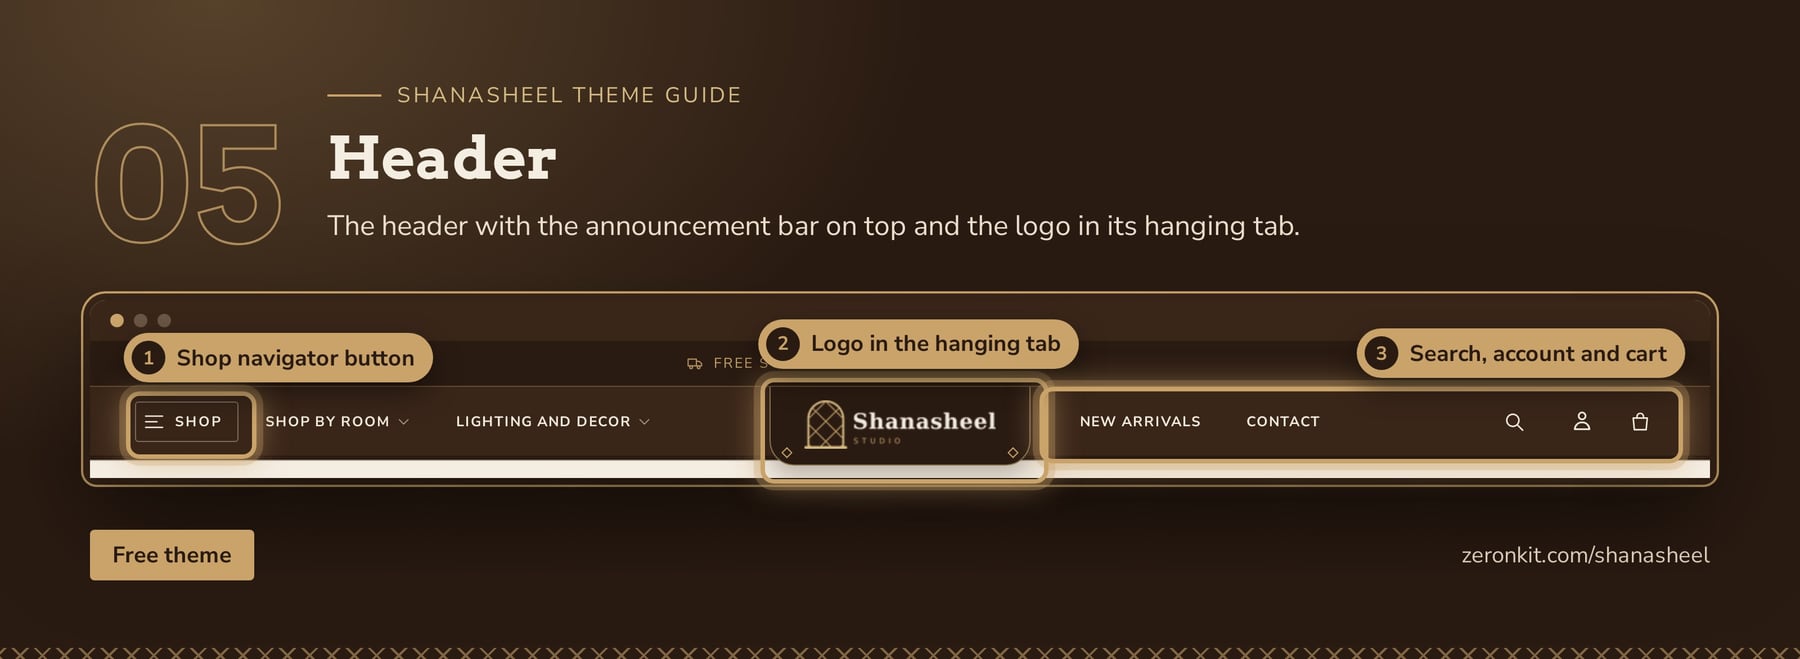 SHANASHEEL THEME GUIDE
05
Header
The header with the announcement bar on top and the logo in its hanging tab.
1 Shop navigator button
2 Logo in the hanging tab
3 Search, account and cart
FREE
SHOP
SHOP BY ROOM
LIGHTING AND DECOR
Shanasheel
STUDIO
NEW ARRIVALS
CONTACT
Free theme
zeronkit.com/shanasheel